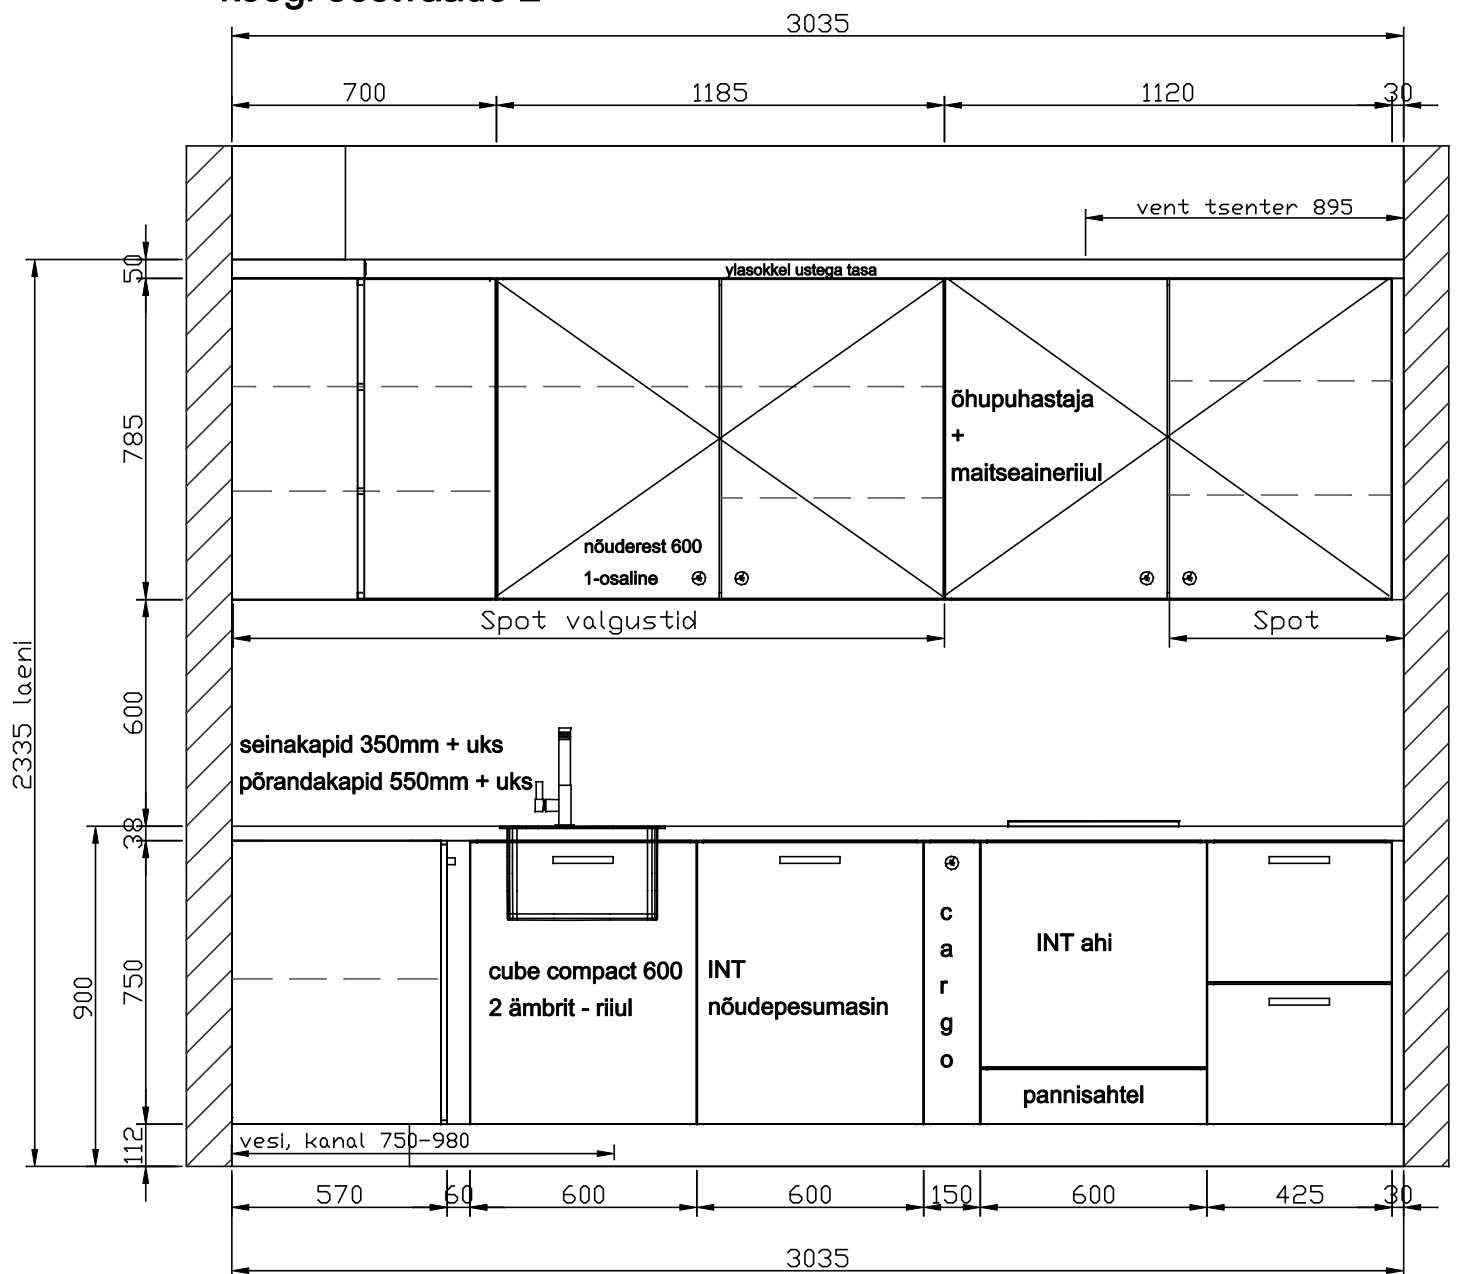 3035
700
1185
1120
30
vent tsenter 895
50
ylasokkel ustega tasa
785
õhupuhastaja
+
maitseaineriiul
nõuderest 600
1-osaline
Spot valgustid
Spot
2335 laeni
600
seinakapid 350mm + uks
põrandakapid 550mm + uks
38
900
750
cube compact 600
2 ämbrit - riiul
INT
nõudepesumasin
c
a
r
g
o
INT ahi
pannisahtel
112
vesi, kanal 750-980
570
60
600
600
150
600
425
30
3035